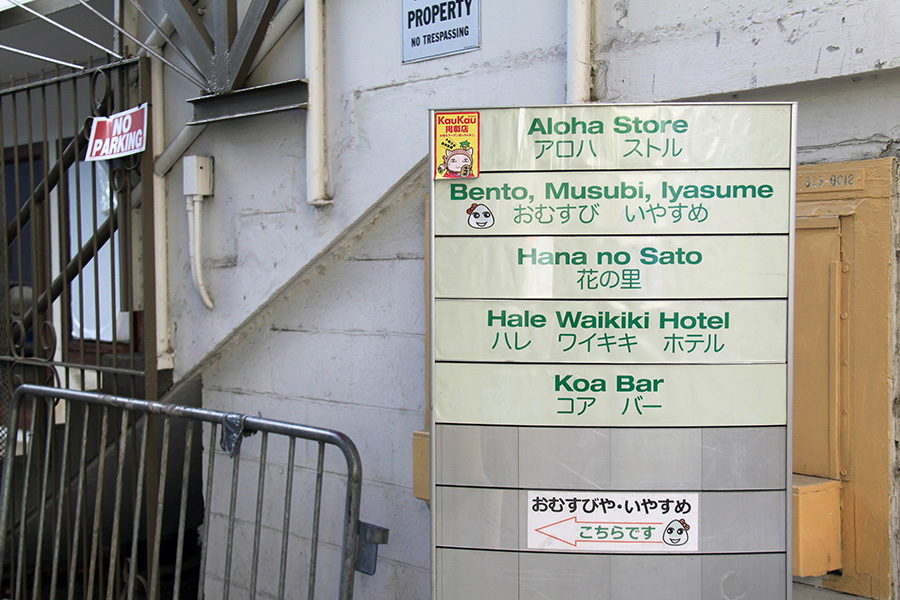 PROPERTY
NO TRESPASSING
NO
PARKING
KauKau
掲載店
Aloha Store
アロハ ストル
Bento, Musubi, Iyasume
おむすび いやすめ
Hana no Sato
花の里
Hale Waikiki Hotel
ハレ ワイキキ ホテル
Koa Bar
コア バー
おむすびや・いやすめ
こちらです